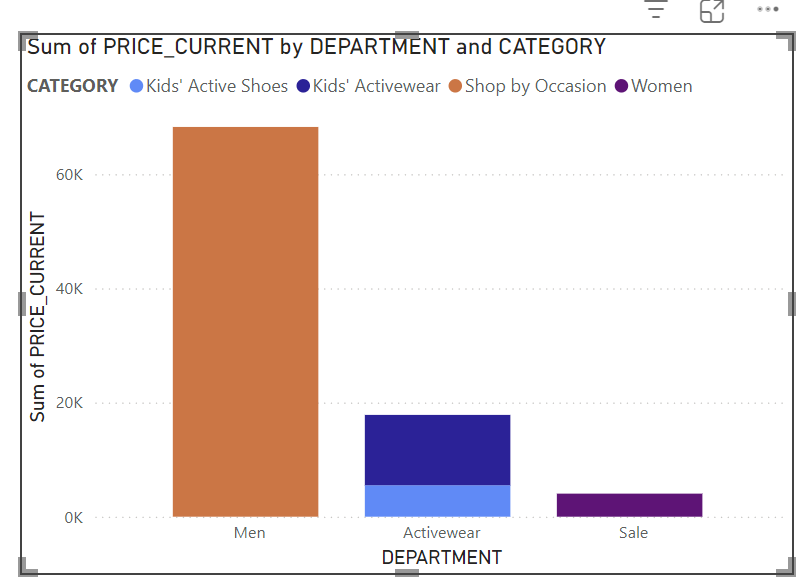 Sum of PRICE_CURRENT by DEPARTMENT and CATEGORY
CATEGORY Kids' Active Shoes Kids' Activewear Shop by Occasion Women
60K
40K
20K
0K
Sum of PRICE_CURRENT
Men Activewear Sale
DEPARTMENT